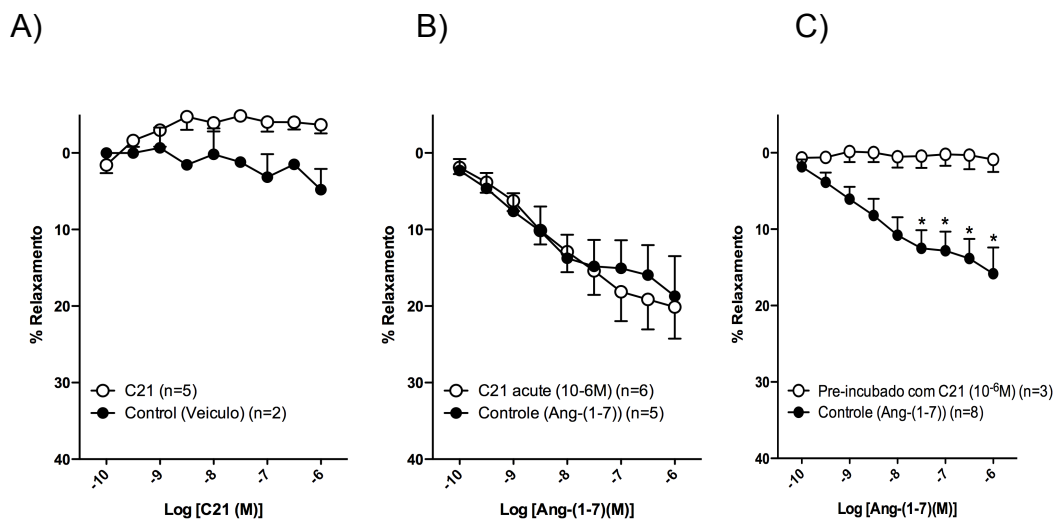 A)
B)
C)
% Relaxamento
0
10
20
30
40
C21 (n=5)
Control (Veiculo) (n=2)
-10
-9
-8
-7
-6
Log [C21 (M)]
% Relaxamento
0
10
20
30
40
C21 acute (10-6M) (n=6)
Controle (Ang-(1-7)) (n=5)
-10
-9
-8
-7
-6
Log [Ang-(1-7)(M)]
% Relaxamento
0
10
20
30
40
* * * *
Pre-incubado com C21 (10⁻⁶M) (n=3)
Controle (Ang-(1-7)) (n=8)
-10
-9
-8
-7
-6
Log [Ang-(1-7)(M)]